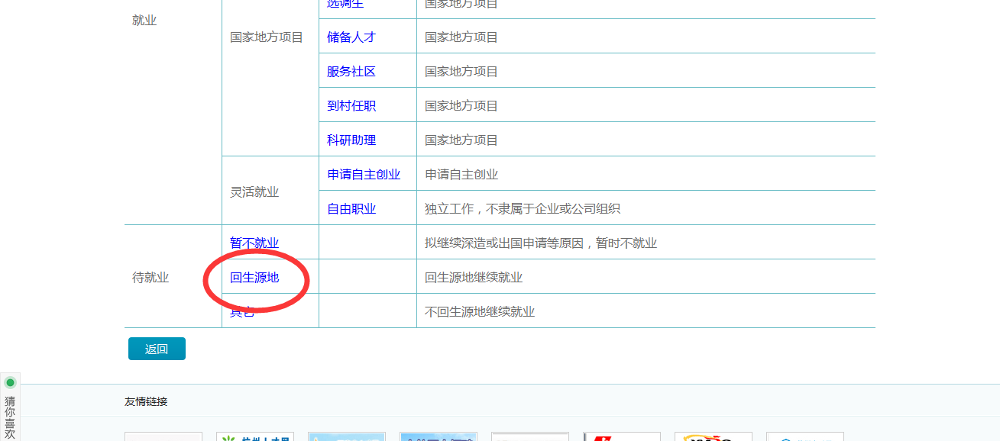 选调生 国家地方项目
就业
国家地方项目 储备人才 国家地方项目
服务社区 国家地方项目
到村任职 国家地方项目
科研助理 国家地方项目
申请自主创业 申请自主创业
灵活就业
自由职业 独立工作，不隶属于企业或公司组织
暂不就业 拟继续深造或出国申请等原因，暂时不就业
待就业 回生源地 回生源地继续就业
其它 不回生源地继续就业
返回
猜你喜欢
友情链接